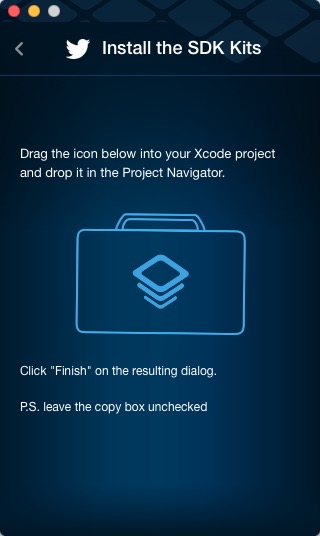 Install the SDK Kits
Drag the icon below into your Xcode project
and drop it in the Project Navigator.
Click "Finish" on the resulting dialog.
P.S. leave the copy box unchecked